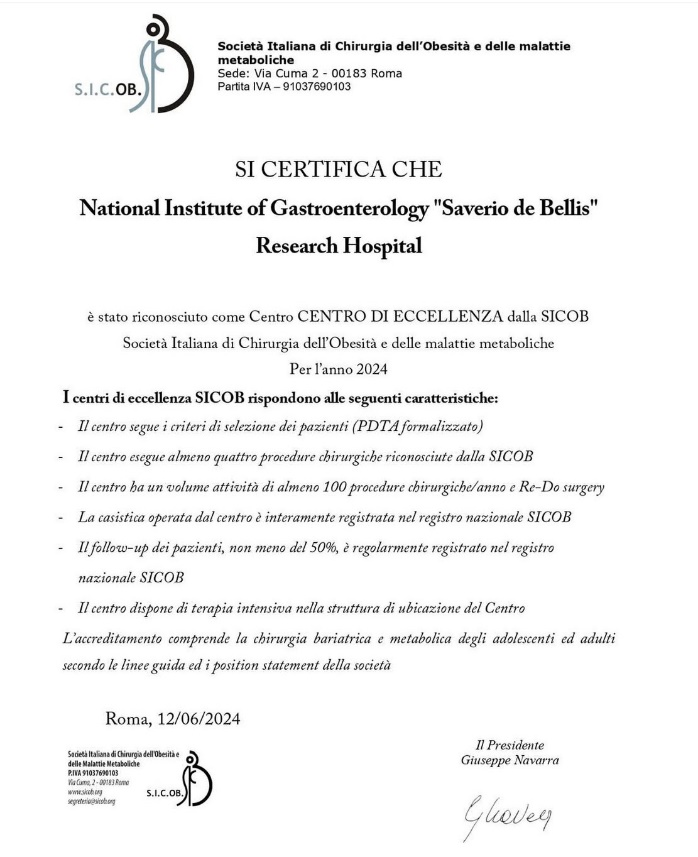 S.I.C.OB.
Società Italiana di Chirurgia dell'Obesità e delle malattie
metaboliche
Sede: Via Cuma 2 - 00183 Roma
Partita IVA – 91037690103
SI CERTIFICA CHE
National Institute of Gastroenterology "Saverio de Bellis"
Research Hospital
è stato riconosciuto come Centro CENTRO DI ECCELLENZA dalla SICOB
Società Italiana di Chirurgia dell'Obesità e delle malattie metaboliche
Per l'anno 2024
I centri di eccellenza SICOB rispondono alle seguenti caratteristiche:
- Il centro segue i criteri di selezione dei pazienti (PDTA formalizzato)
- Il centro esegue almeno quattro procedure chirurgiche riconosciute dalla SICOB
- Il centro ha un volume attività di almeno 100 procedure chirurgiche/anno e Re-Do surgery
- La casistica operata dal centro è interamente registrata nel registro nazionale SICOB
- Il follow-up dei pazienti, non meno del 50%, è regolarmente registrato nel registro
nazionale SICOB
- Il centro dispone di terapia intensiva nella struttura di ubicazione del Centro
L'accreditamento comprende la chirurgia bariatrica e metabolica degli adolescenti ed adulti
secondo le linee guida ed i position statement della società
Roma, 12/06/2024
Società Italiana di Chirurgia dell'Obesità e
delle Malattie Metaboliche
P.IVA 91037690103
Via Cuma, 2 - 00183 Roma
www.sicob.org
segreteria@sicob.org
S.I.C.OB.
Il Presidente
Giuseppe Navarra